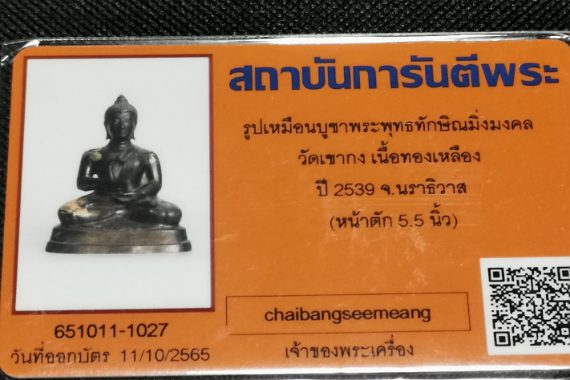 สถาบันการันตีพระ
รูปเหมือนบูชาพระพุทธทักษิณมิ่งมงคล
วัดเขากง เนื้อทองเหลือง
ปี 2539 จ.นราธิวาส
(หน้าตัก 5.5 นิ้ว)
chaibangseemeang
เจ้าของพระเครื่อง
651011-1027
วันที่ออกบัตร 11/10/2565